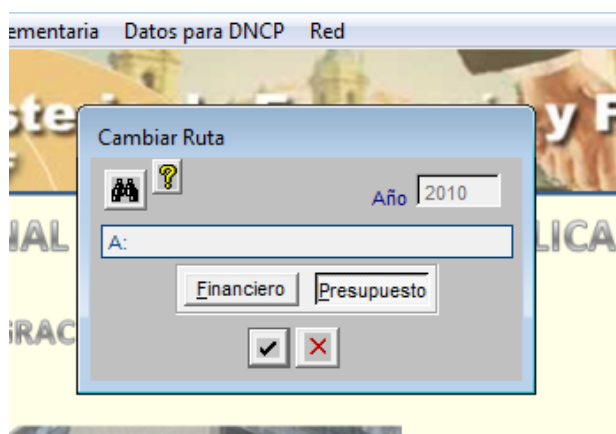 ementaria Datos para DNCP Red
y F
Cambiar Ruta
Año 2010
A:
Financiero Presupuesto